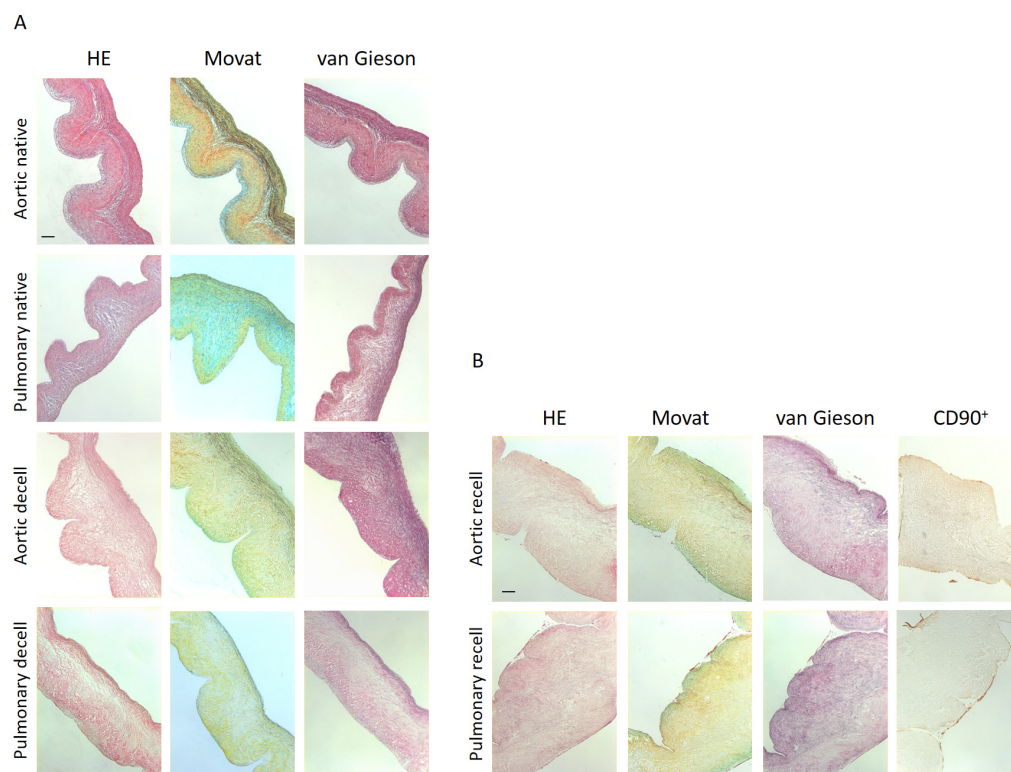 A
HE Movat van Gieson
Aortic native
Pulmonary native
Aortic decell
Pulmonary decell
B
HE Movat van Gieson CD90⁺
Aortic recell
Pulmonary recell